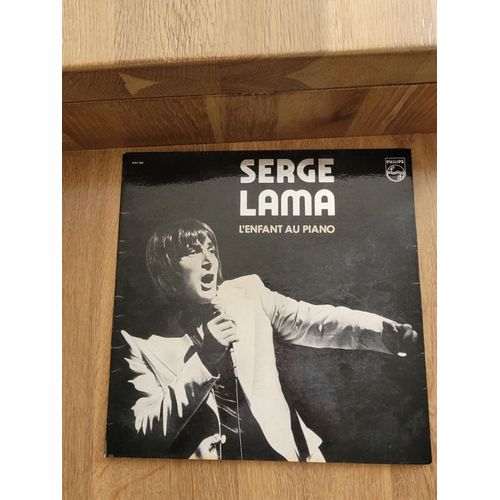 SERGE
LAMA
L'ENFANT AU PIANO
PHILIPS